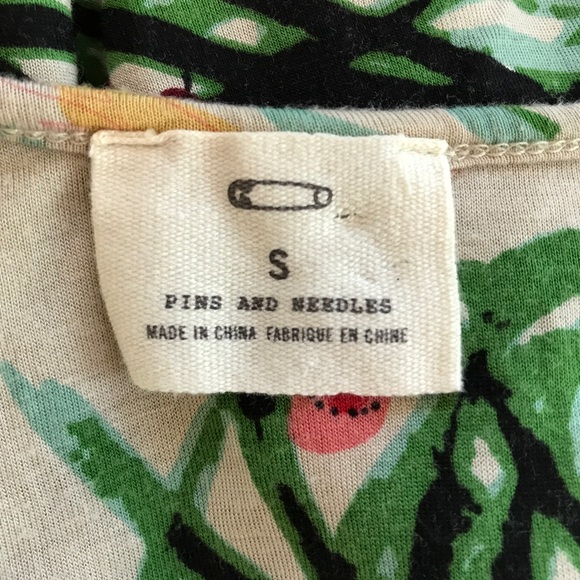 S
PINS AND NEEDLES
MADE IN CHINA FABRIQUE EN CHINE